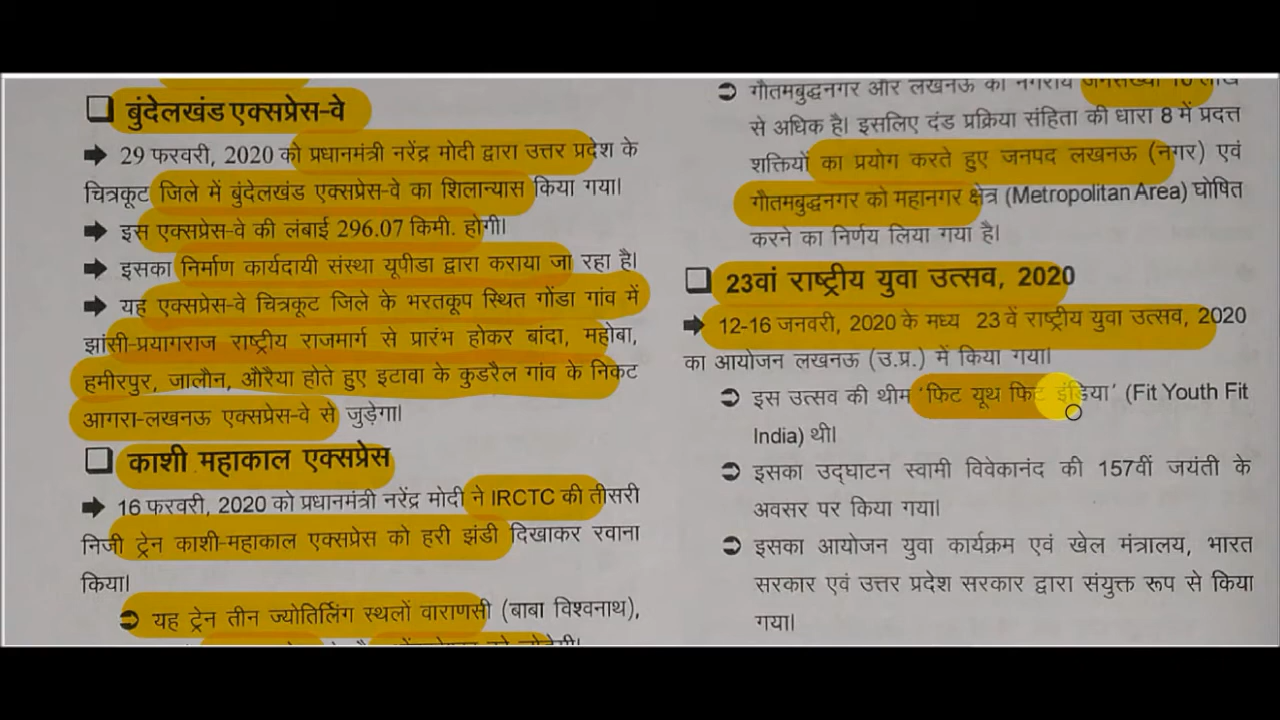 ❑ बुंदेलखंड एक्सप्रेस-वे
➡ 29 फरवरी, 2020 को प्रधानमंत्री नरेंद्र मोदी द्वारा उत्तर प्रदेश के
चित्रकूट जिले में बुंदेलखंड एक्सप्रेस-वे का शिलान्यास किया गया।
➡ इस एक्सप्रेस-वे की लंबाई 296.07 किमी. होगी।
➡ इसका निर्माण कार्यदायी संस्था यूपीडा द्वारा कराया जा रहा है।
➡ यह एक्सप्रेस-वे चित्रकूट जिले के भरतकूप स्थित गोंडा गांव में
झांसी-प्रयागराज राष्ट्रीय राजमार्ग से प्रारंभ होकर बांदा, महोबा,
हमीरपुर, जालौन, औरैया होते हुए इटावा के कुडरैल गांव के निकट
आगरा-लखनऊ एक्सप्रेस-वे से जुड़ेगा।
❑ काशी महाकाल एक्सप्रेस
➡ 16 फरवरी, 2020 को प्रधानमंत्री नरेंद्र मोदी ने IRCTC की तीसरी
निजी ट्रेन काशी-महाकाल एक्सप्रेस को हरी झंडी दिखाकर रवाना
किया।
➲ यह ट्रेन तीन ज्योतिर्लिंग स्थलों वाराणसी (बाबा विश्वनाथ),
➲ गौतमबुद्धनगर और लखनऊ की नगरीय जनसंख्या 10 लाख
से अधिक है। इसलिए दंड प्रक्रिया संहिता की धारा 8 में प्रदत्त
शक्तियों का प्रयोग करते हुए जनपद लखनऊ (नगर) एवं
गौतमबुद्धनगर को महानगर क्षेत्र (Metropolitan Area) घोषित
करने का निर्णय लिया गया है।
❑ 23वां राष्ट्रीय युवा उत्सव, 2020
➡ 12-16 जनवरी, 2020 के मध्य 23 वें राष्ट्रीय युवा उत्सव, 2020
का आयोजन लखनऊ (उ.प्र.) में किया गया।
➲ इस उत्सव की थीम 'फिट यूथ फिट इंडिया' (Fit Youth Fit
India) थी।
➲ इसका उद्घाटन स्वामी विवेकानंद की 157वीं जयंती के
अवसर पर किया गया।
➲ इसका आयोजन युवा कार्यक्रम एवं खेल मंत्रालय, भारत
सरकार एवं उत्तर प्रदेश सरकार द्वारा संयुक्त रूप से किया
गया।